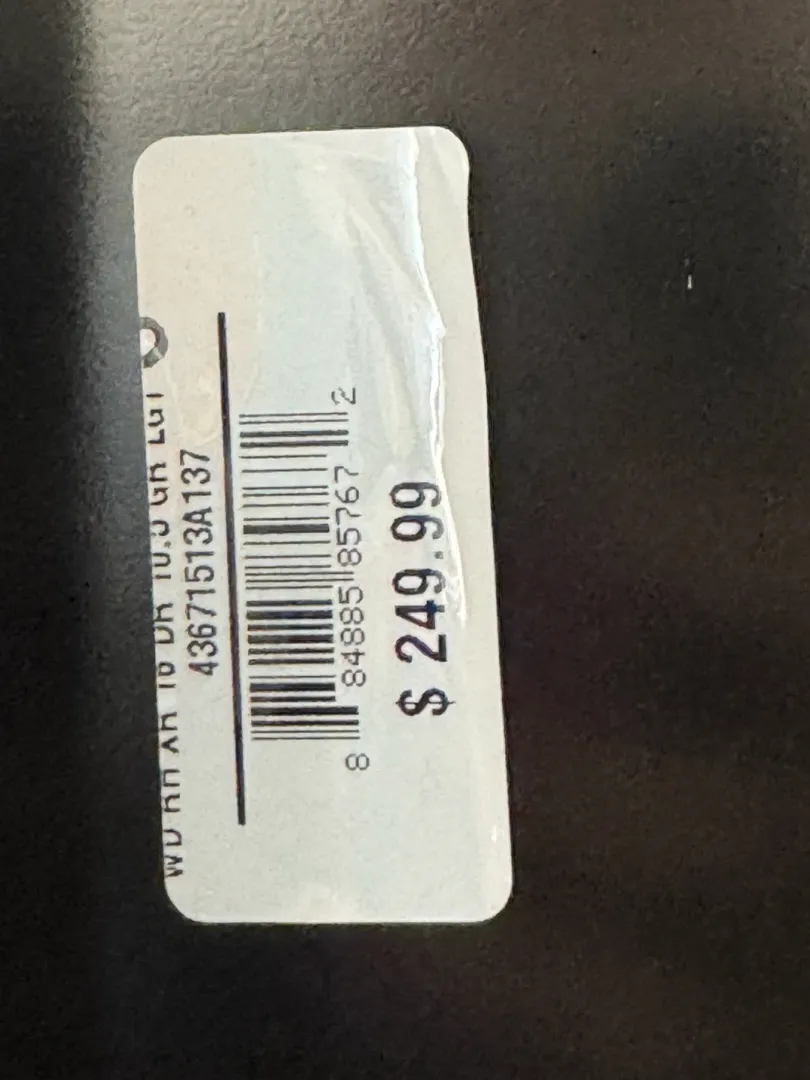 WD RH XR 16 DR 10.5 GR LGT
43671513A137
8 84885 85767 2
$ 249.99